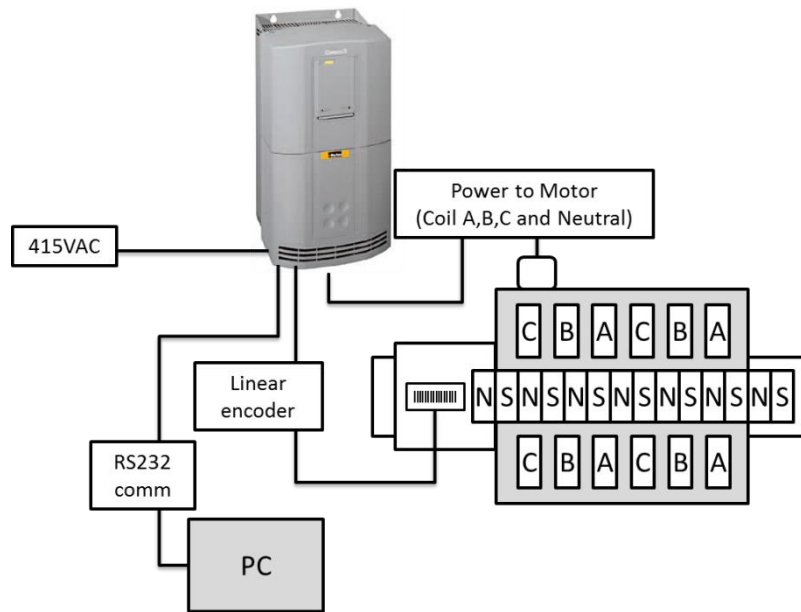 Power to Motor
(Coil A,B,C and Neutral)
415VAC
C B A C B A
Linear
encoder
N S N S N S N S N S N S N S
C B A C B A
RS232
comm
PC